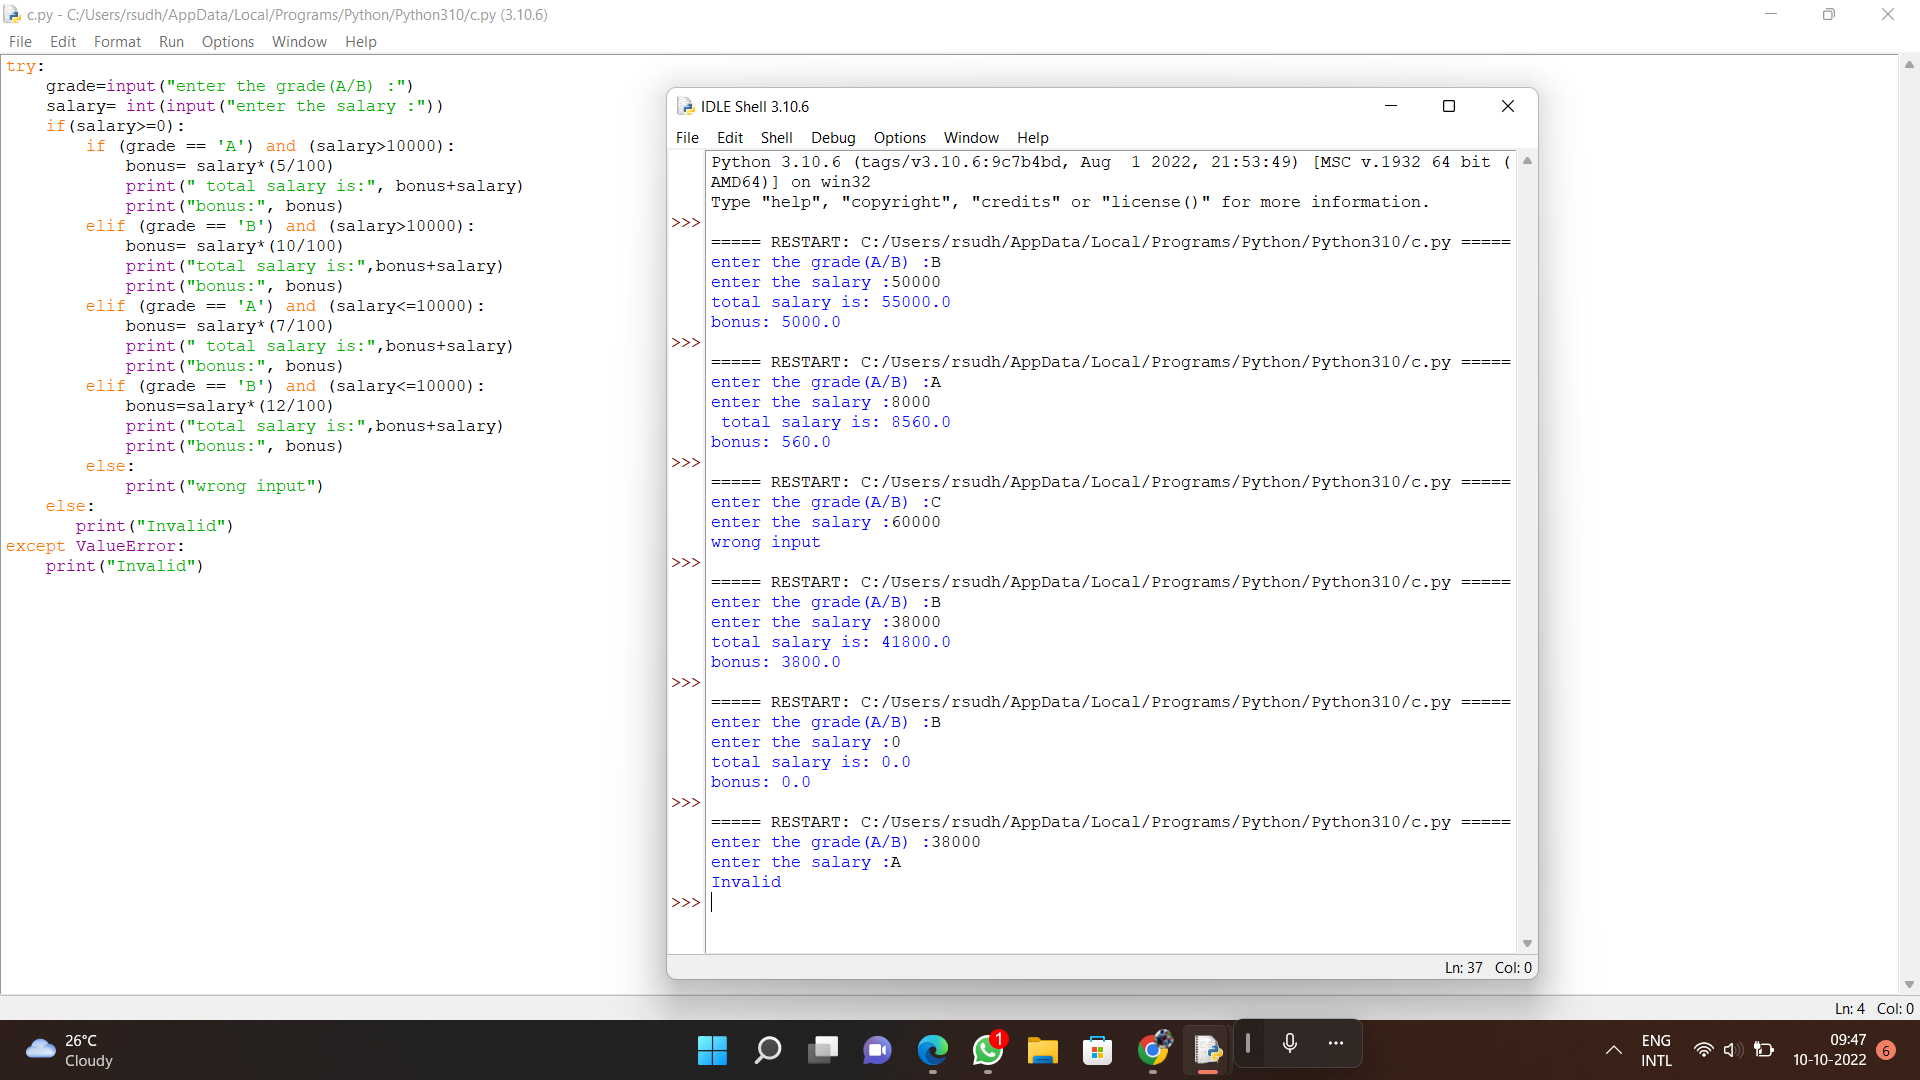 c.py - C:/Users/rsudh/AppData/Local/Programs/Python/Python310/c.py (3.10.6)
File Edit Format Run Options Window Help
try:
    grade=input("enter the grade(A/B) :")
    salary= int(input("enter the salary :"))
    if(salary>=0):
        if (grade == 'A') and (salary>10000):
            bonus= salary*(5/100)
            print(" total salary is:", bonus+salary)
            print("bonus:", bonus)
        elif (grade == 'B') and (salary>10000):
            bonus= salary*(10/100)
            print("total salary is:",bonus+salary)
            print("bonus:", bonus)
        elif (grade == 'A') and (salary<=10000):
            bonus= salary*(7/100)
            print(" total salary is:",bonus+salary)
            print("bonus:", bonus)
        elif (grade == 'B') and (salary<=10000):
            bonus=salary*(12/100)
            print("total salary is:",bonus+salary)
            print("bonus:", bonus)
        else:
            print("wrong input")
    else:
       print("Invalid")
except ValueError:
    print("Invalid")
IDLE Shell 3.10.6
File Edit Shell Debug Options Window Help
Python 3.10.6 (tags/v3.10.6:9c7b4bd, Aug  1 2022, 21:53:49) [MSC v.1932 64 bit (
AMD64)] on win32
Type "help", "copyright", "credits" or "license()" for more information.
>>>
===== RESTART: C:/Users/rsudh/AppData/Local/Programs/Python/Python310/c.py =====
enter the grade(A/B) :B
enter the salary :50000
total salary is: 55000.0
bonus: 5000.0
>>>
===== RESTART: C:/Users/rsudh/AppData/Local/Programs/Python/Python310/c.py =====
enter the grade(A/B) :A
enter the salary :8000
 total salary is: 8560.0
bonus: 560.0
>>>
===== RESTART: C:/Users/rsudh/AppData/Local/Programs/Python/Python310/c.py =====
enter the grade(A/B) :C
enter the salary :60000
wrong input
>>>
===== RESTART: C:/Users/rsudh/AppData/Local/Programs/Python/Python310/c.py =====
enter the grade(A/B) :B
enter the salary :38000
total salary is: 41800.0
bonus: 3800.0
>>>
===== RESTART: C:/Users/rsudh/AppData/Local/Programs/Python/Python310/c.py =====
enter the grade(A/B) :B
enter the salary :0
total salary is: 0.0
bonus: 0.0
>>>
===== RESTART: C:/Users/rsudh/AppData/Local/Programs/Python/Python310/c.py =====
enter the grade(A/B) :38000
enter the salary :A
Invalid
>>>
Ln: 37 Col: 0
Ln: 4 Col: 0
26°C
Cloudy
1
ENG
INTL
09:47
10-10-2022
6